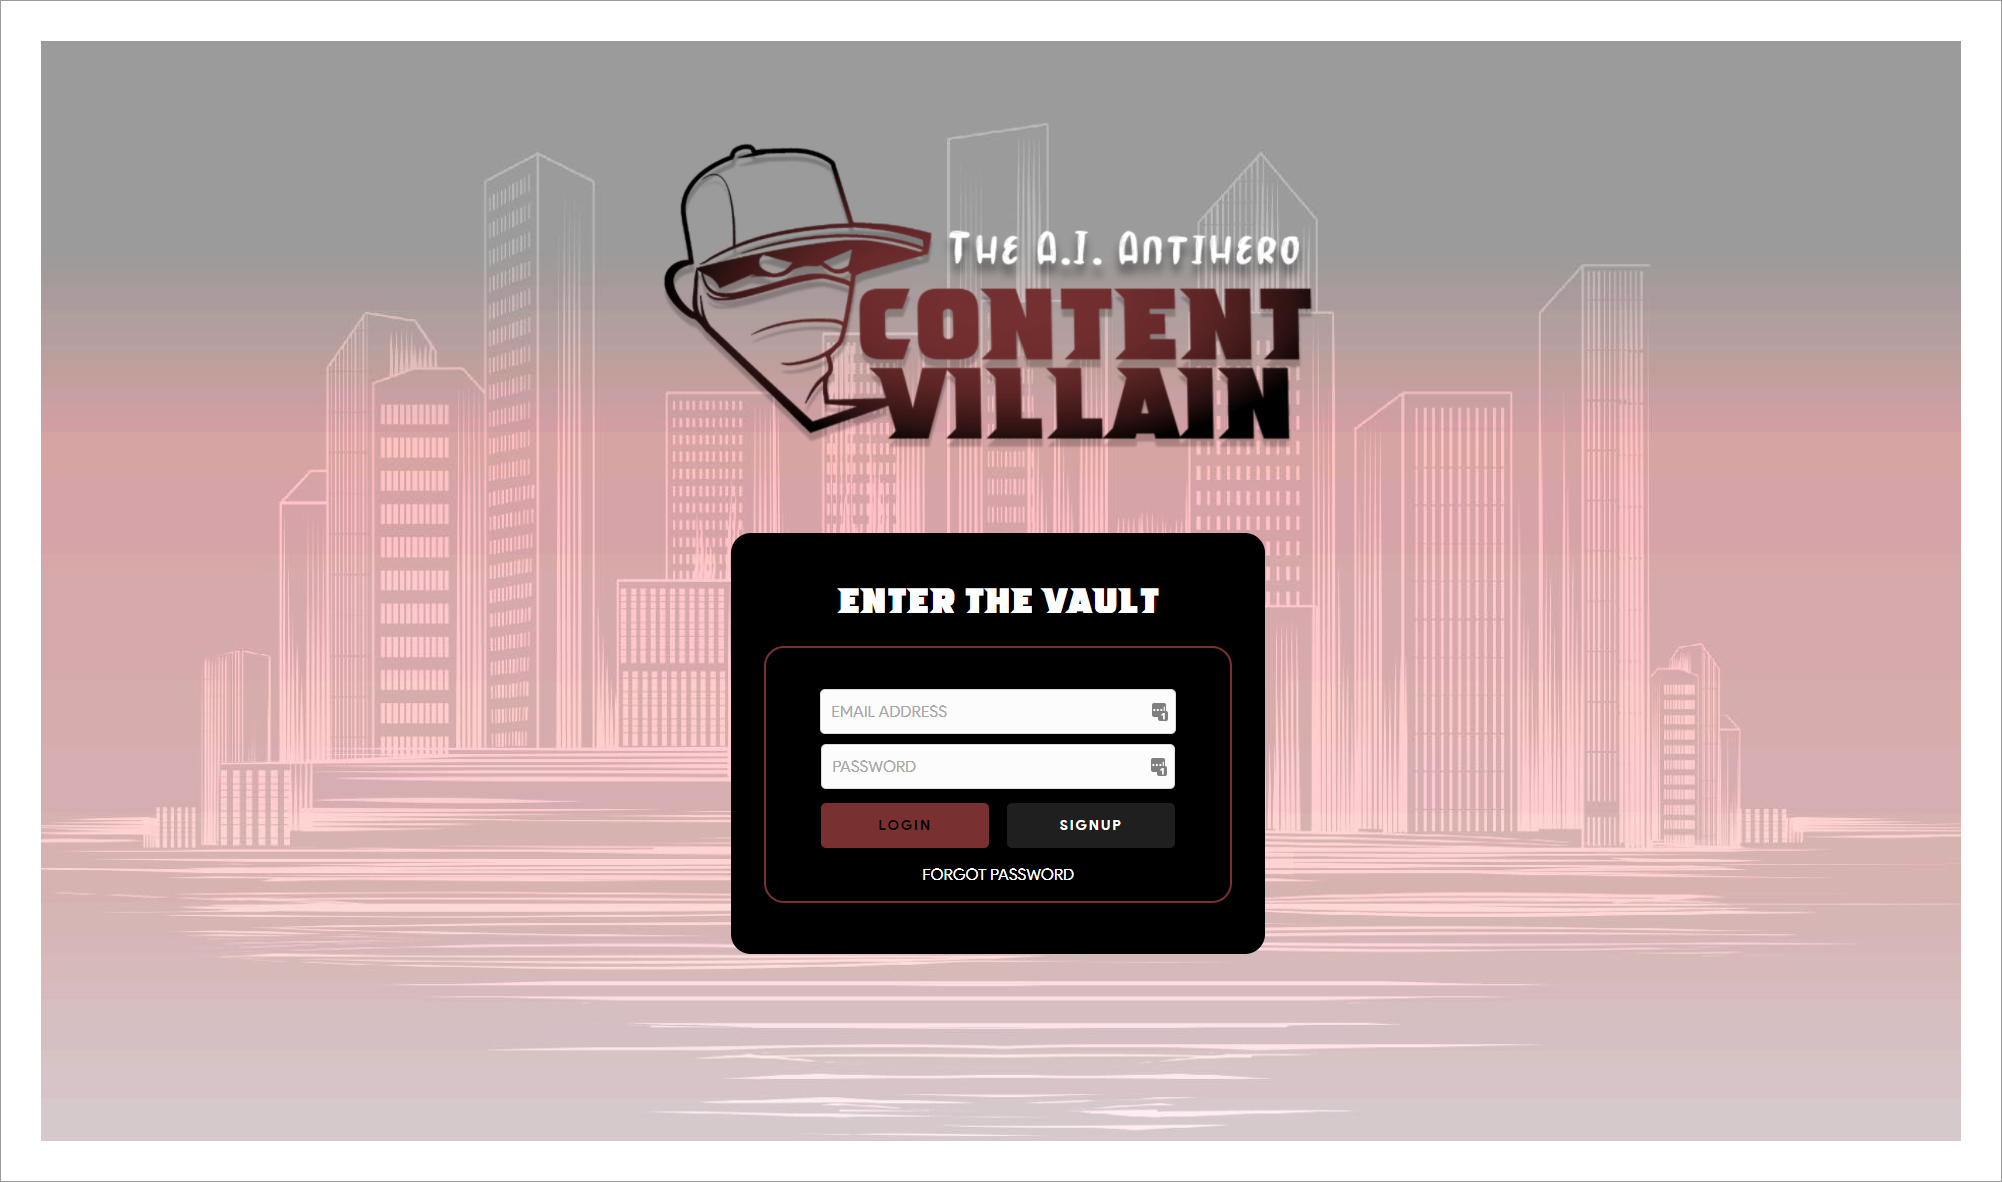 The A.I. Antihero
CONTENT
VILLAIN
ENTER THE VAULT
EMAIL ADDRESS
PASSWORD
LOGIN
SIGNUP
FORGOT PASSWORD